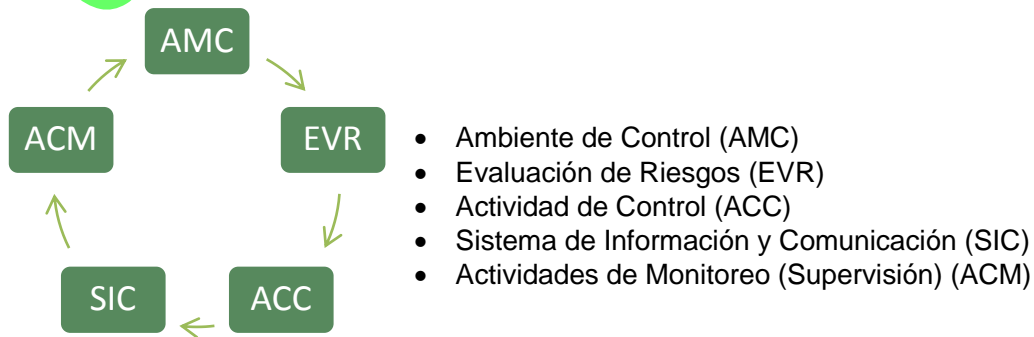 AMC
ACM
EVR
SIC
ACC
• Ambiente de Control (AMC)
• Evaluación de Riesgos (EVR)
• Actividad de Control (ACC)
• Sistema de Información y Comunicación (SIC)
• Actividades de Monitoreo (Supervisión) (ACM)